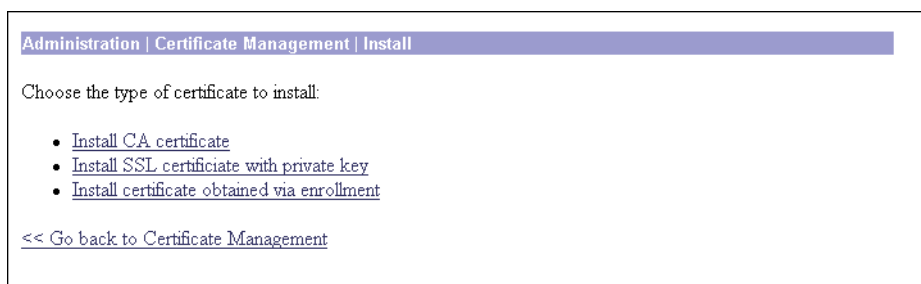 Administration | Certificate Management | Install
Choose the type of certificate to install:
• Install CA certificate
• Install SSL certificiate with private key
• Install certificate obtained via enrollment
<< Go back to Certificate Management